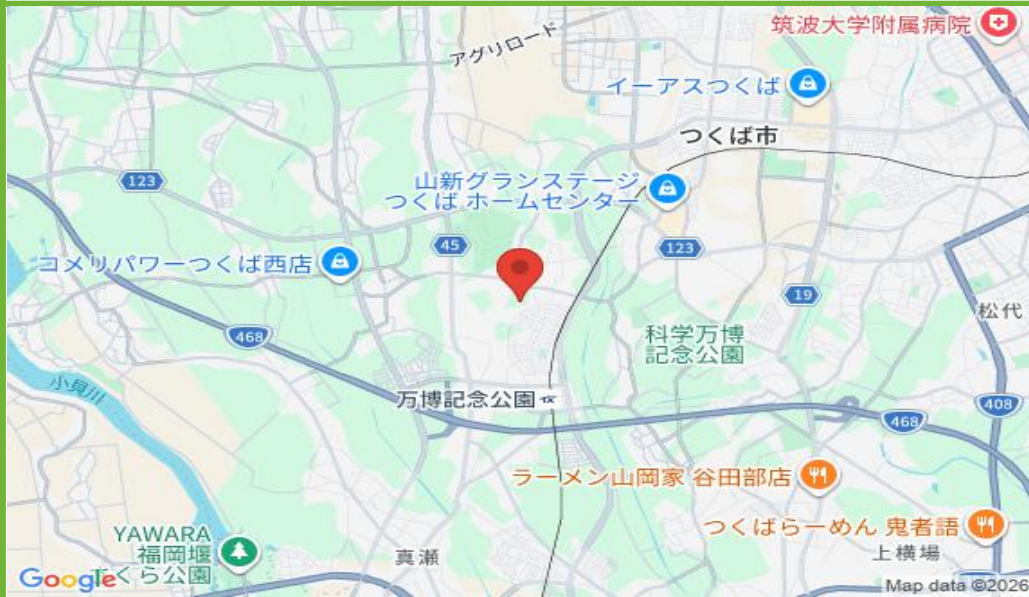 筑波大学附属病院
アグリロード
イーアスつくば
つくば市
123
山新グランステージ
つくば ホームセンター
45
123
コメリパワーつくば西店
19
松代
468
科学万博
記念公園
小貝川
万博記念公園
408
468
ラーメン山岡家 谷田部店
つくばらーめん 鬼者語
YAWARA
福岡堰
さくら公園
真瀬
上横場
Google
Map data ©2026